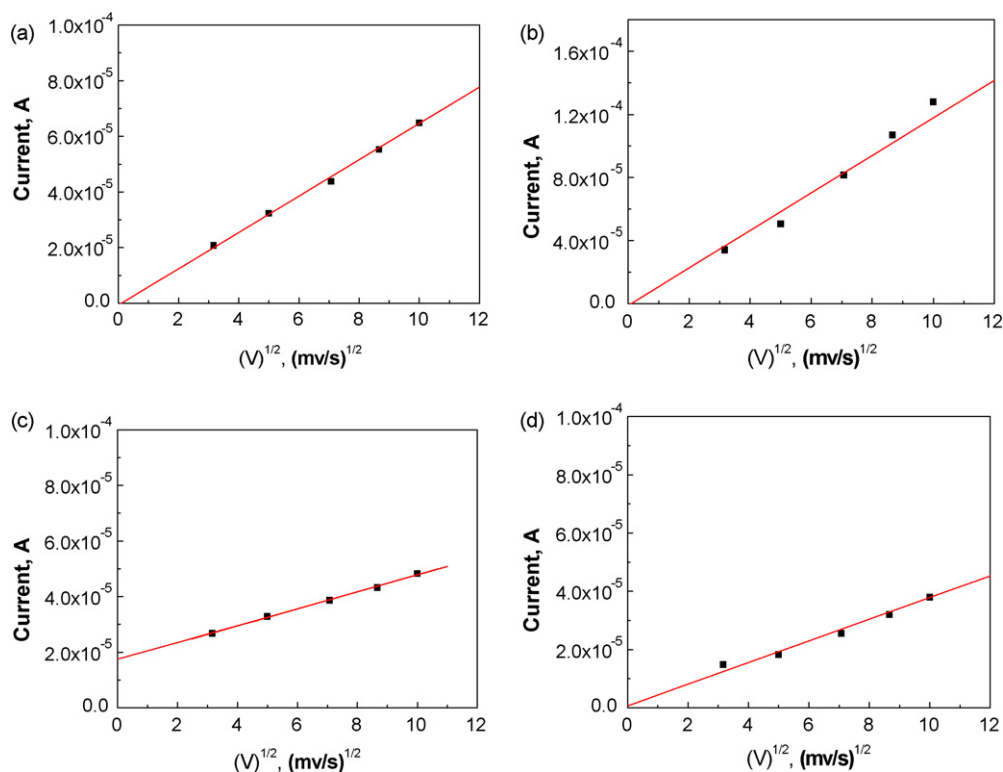 (a)
1.0x10⁻⁴
8.0x10⁻⁵
6.0x10⁻⁵
4.0x10⁻⁵
2.0x10⁻⁵
0.0
Current, A
0 2 4 6 8 10 12
(V)¹/², (mv/s)¹/²
(b)
1.6x10⁻⁴
1.2x10⁻⁴
8.0x10⁻⁵
4.0x10⁻⁵
0.0
Current, A
0 2 4 6 8 10 12
(V)¹/², (mv/s)¹/²
(c)
1.0x10⁻⁴
8.0x10⁻⁵
6.0x10⁻⁵
4.0x10⁻⁵
2.0x10⁻⁵
0.0
Current, A
0 2 4 6 8 10 12
(V)¹/², (mv/s)¹/²
(d)
1.0x10⁻⁴
8.0x10⁻⁵
6.0x10⁻⁵
4.0x10⁻⁵
2.0x10⁻⁵
0.0
Current, A
0 2 4 6 8 10 12
(V)¹/², (mv/s)¹/²